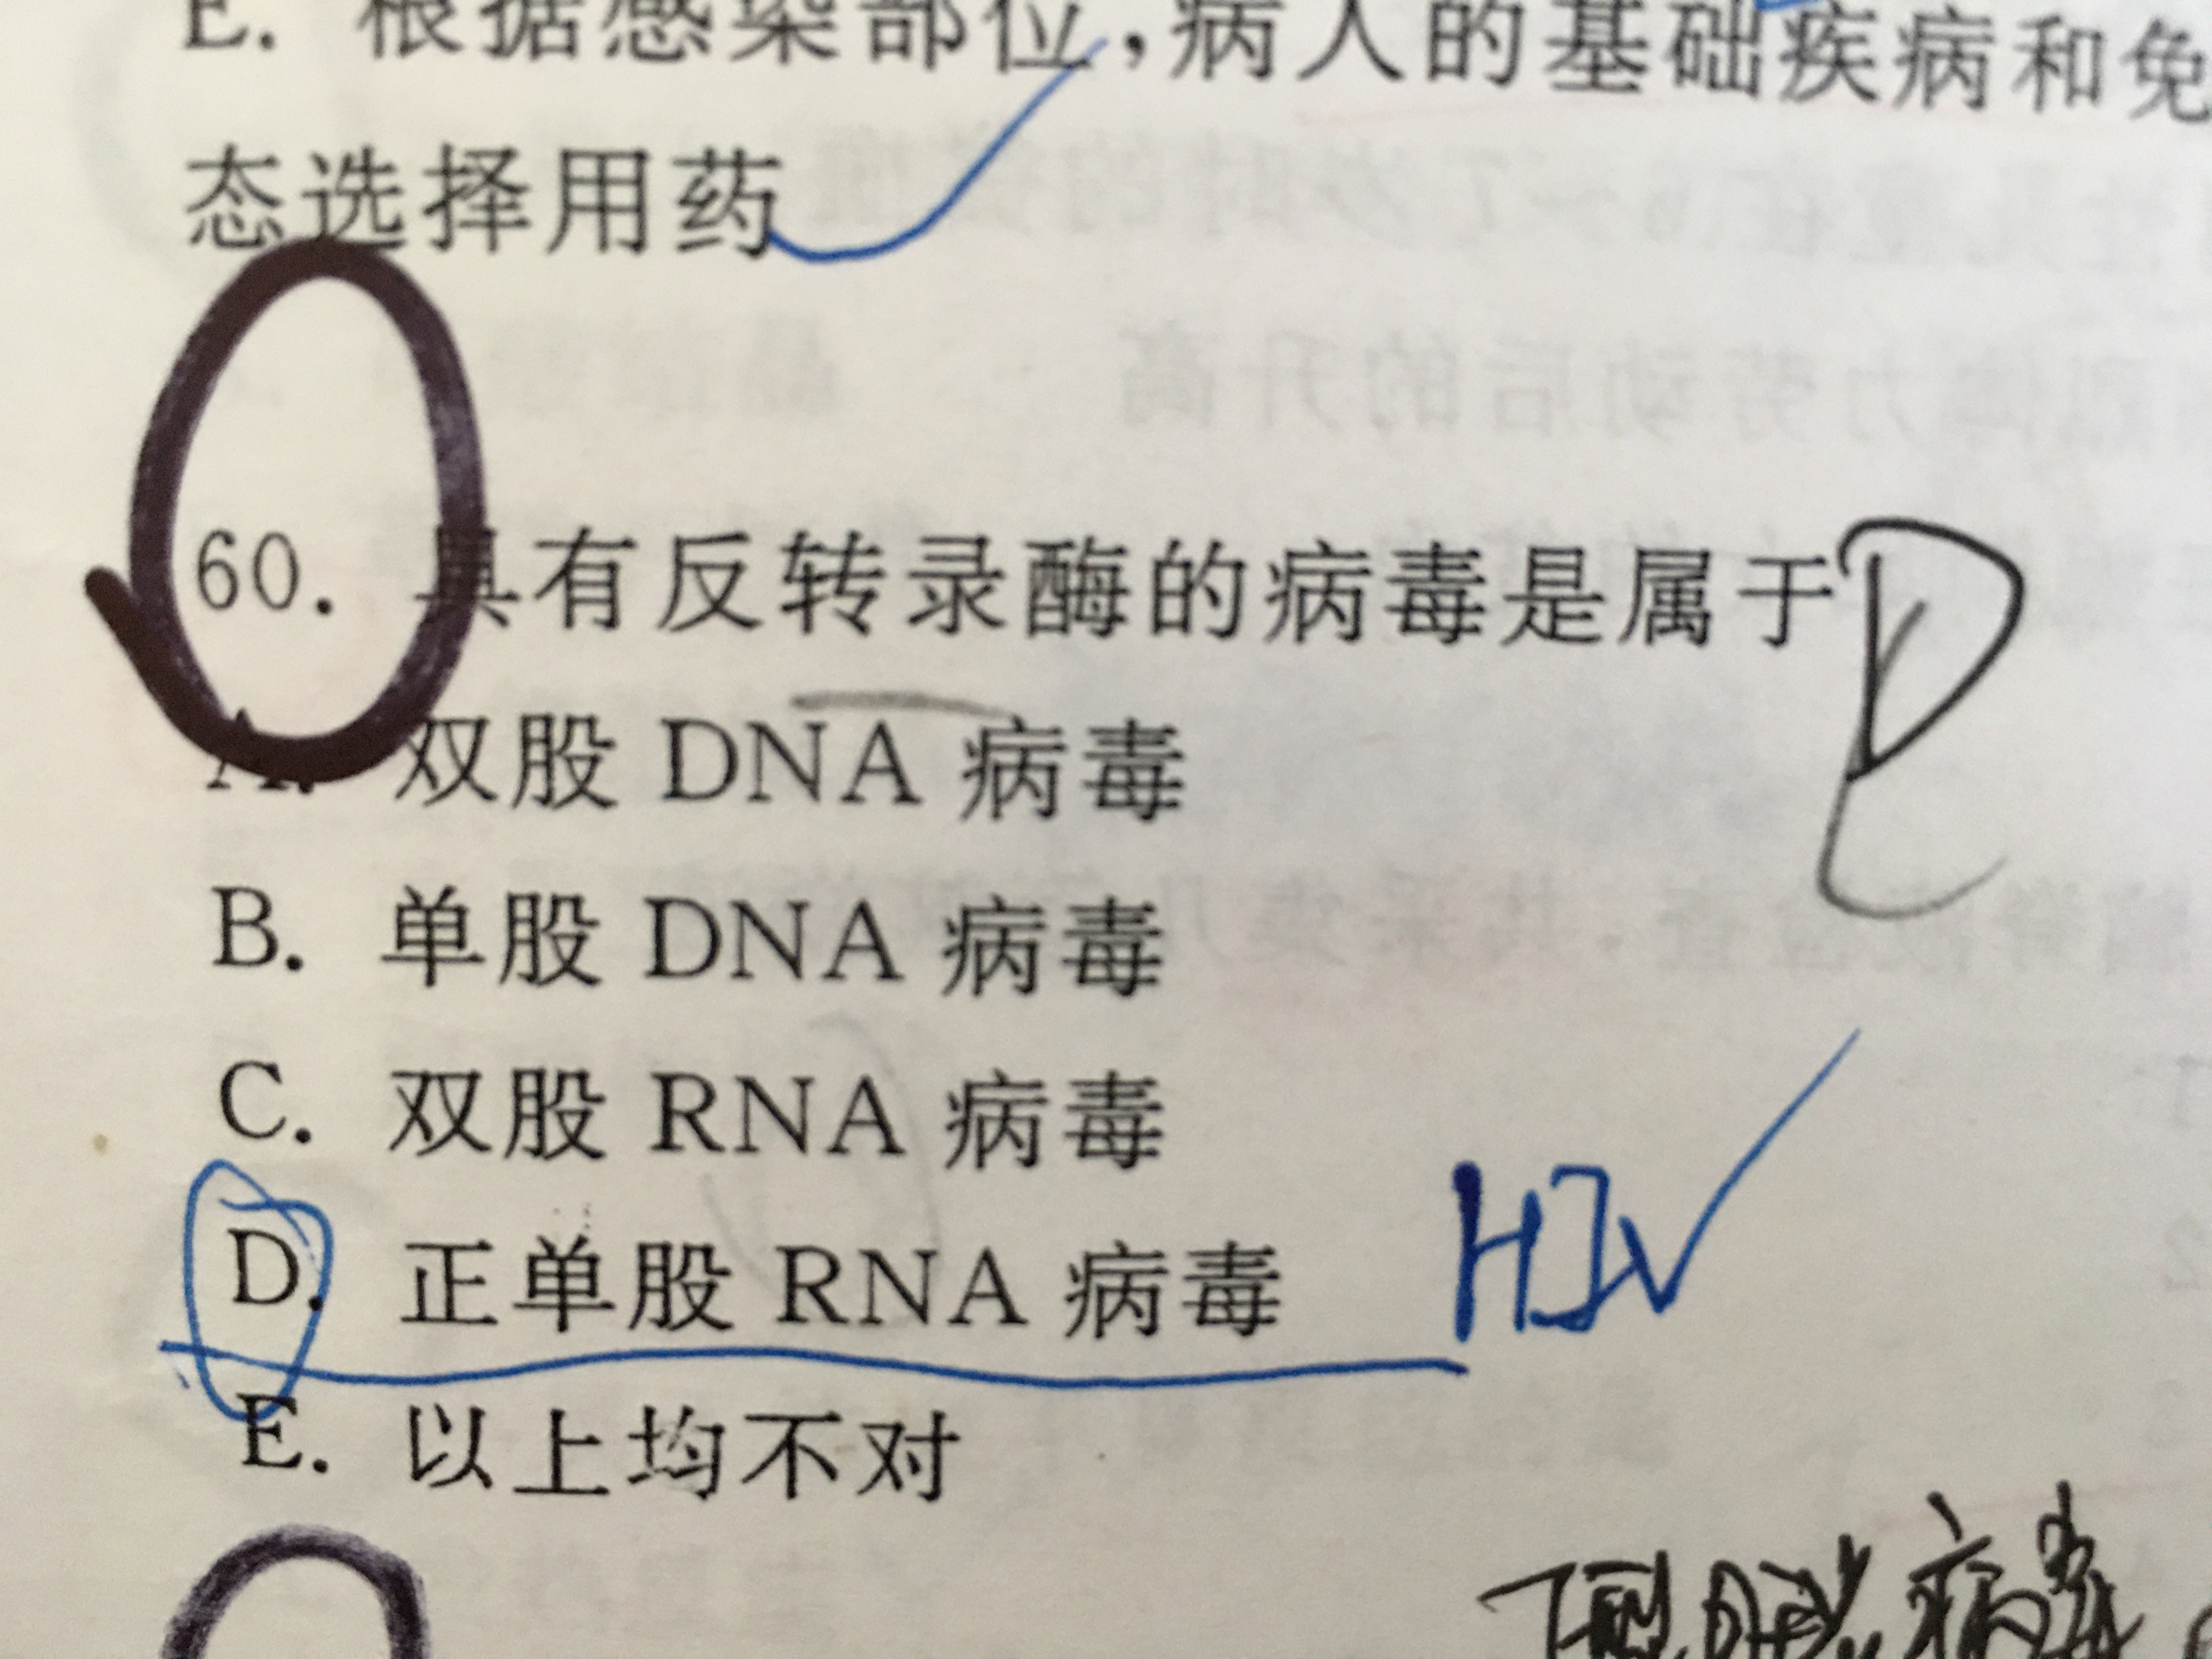 E. 根据感染部位,病人的基础疾病和免
态选择用药
60. 具有反转录酶的病毒是属于 D
A. 双股 DNA 病毒
B. 单股 DNA 病毒
C. 双股 RNA 病毒
D. 正单股 RNA 病毒 HIV
E. 以上均不对